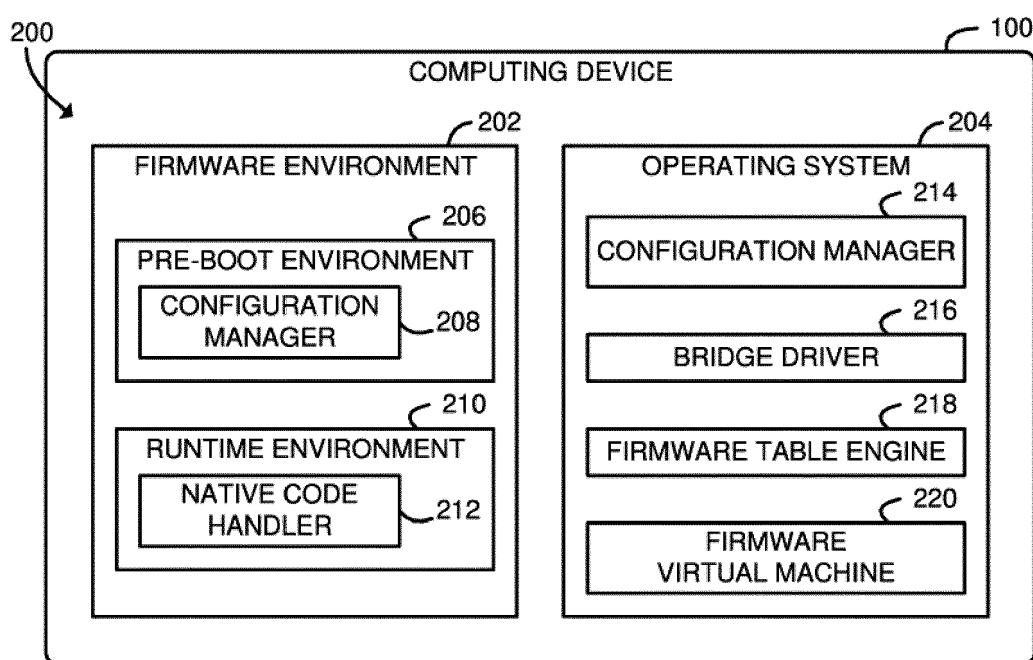 200
100
COMPUTING DEVICE
202
FIRMWARE ENVIRONMENT
206
PRE-BOOT ENVIRONMENT
CONFIGURATION
MANAGER
208
210
RUNTIME ENVIRONMENT
NATIVE CODE
HANDLER
212
204
OPERATING SYSTEM
214
CONFIGURATION MANAGER
216
BRIDGE DRIVER
218
FIRMWARE TABLE ENGINE
220
FIRMWARE
VIRTUAL MACHINE